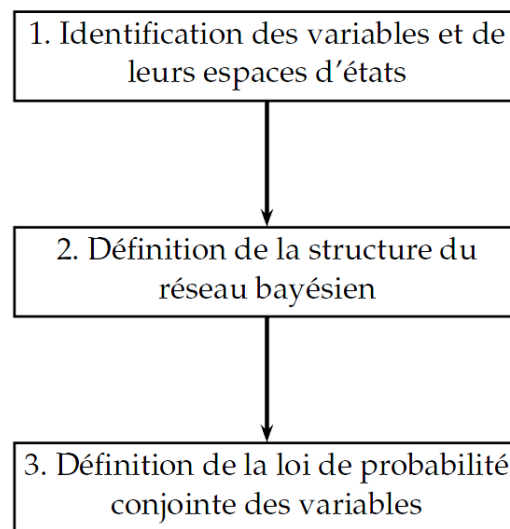 1. Identification des variables et de
leurs espaces d'états
2. Définition de la structure du
réseau bayésien
3. Définition de la loi de probabilité
conjointe des variables